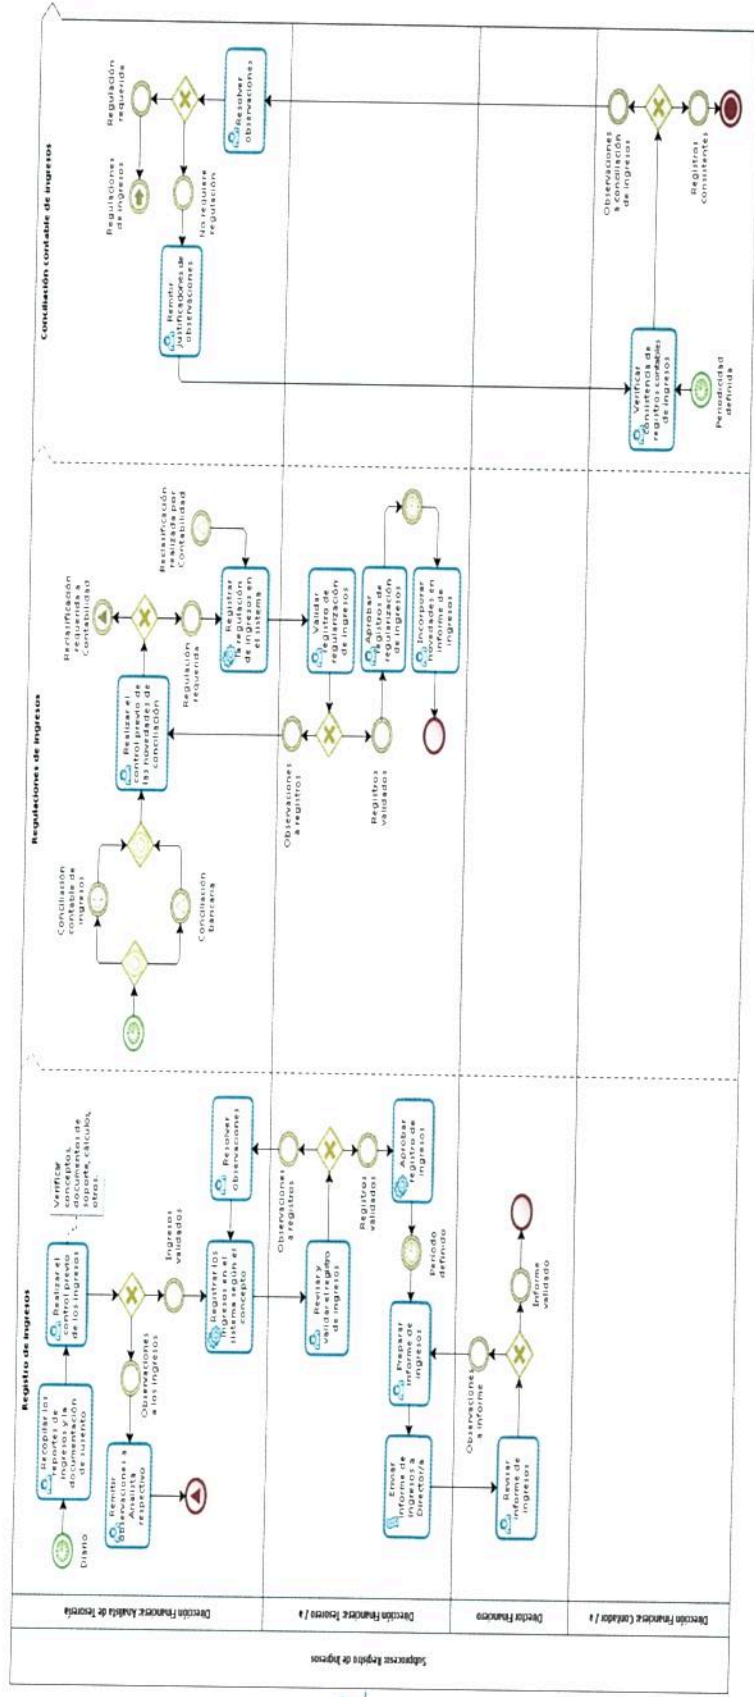 Subproceso: Registro de Ingresos
Dirección Financiera: Analista de Tesorería
Dirección Financiera: Tesorero / a
Director Financiero
Dirección Financiera: Contador / a
Registro de ingresos
Diario
Recopilar los
reportes de
ingresos y la
documentación
de sustento
Realizar el
control previo
de los ingresos
Verificar
conceptos,
documentos de
soporte, cálculos,
otros.
Remitir
observaciones a
Analista
respectivo
Observaciones
a los ingresos
Ingresos
validados
Registrar los
ingresos en el
sistema según el
concepto
Resolver
observaciones
Observaciones
a registros
Revisar y
validar el registro
de ingresos
Registros
validados
Aprobar
registro de
ingresos
Periodo
definido
Preparar
informe de
ingresos
Enviar
informe de
ingresos a
Director/a
Observaciones
a informe
Revisar
informe de
ingresos
Informe
validado
Regulaciones de ingresos
Conciliación
contable de
ingresos
Conciliación
bancaria
Realizar el
control previo de
las novedades de
conciliación
Reclasificación
requerida a
Contabilidad
Regulación
requerida
Reclasificación
realizada por
Contabilidad
Registrar
la regulación
de ingresos en
el sistema
Observaciones
a registros
Validar
registro de
regularización
de ingresos
Registros
validados
Aprobar
registros de
regularización
de ingresos
Incorporar
novedades en
informe de
ingresos
Conciliación contable de ingresos
Regulaciones
de ingresos
Regulación
requerida
No requiere
regulación
Remitir
justificaciones de
observaciones
Resolver
observaciones
Observaciones
a conciliación
de ingresos
Verificar
consistencia de
registros contables
de ingresos
Registros
consistentes
Periodicidad
definida